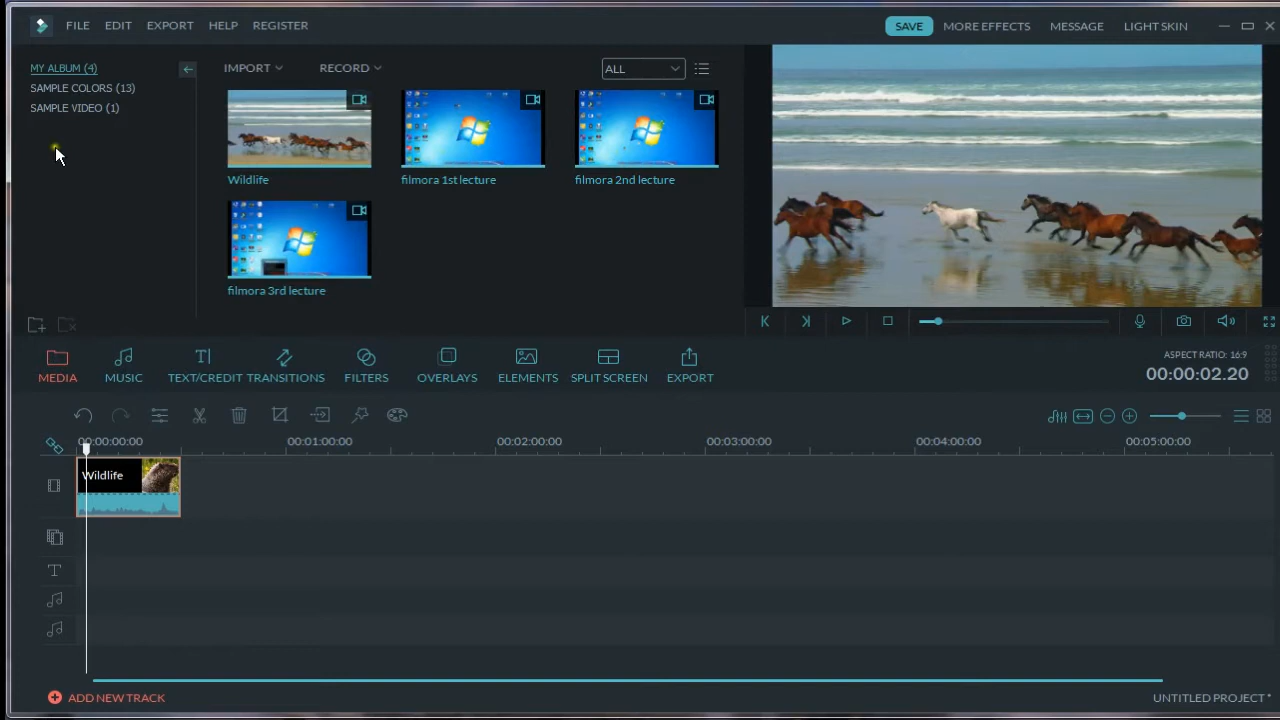 FILE EDIT EXPORT HELP REGISTER SAVE MORE EFFECTS MESSAGE LIGHT SKIN
MY ALBUM (4)
SAMPLE COLORS (13)
SAMPLE VIDEO (1)
IMPORT RECORD ALL
Wildlife filmora 1st lecture filmora 2nd lecture
filmora 3rd lecture
MEDIA MUSIC TEXT/CREDIT TRANSITIONS FILTERS OVERLAYS ELEMENTS SPLIT SCREEN EXPORT
ASPECT RATIO: 16:9
00:00:02.20
00:00:00:00 00:01:00:00 00:02:00:00 00:03:00:00 00:04:00:00 00:05:00:00
Wildlife
ADD NEW TRACK UNTITLED PROJECT *